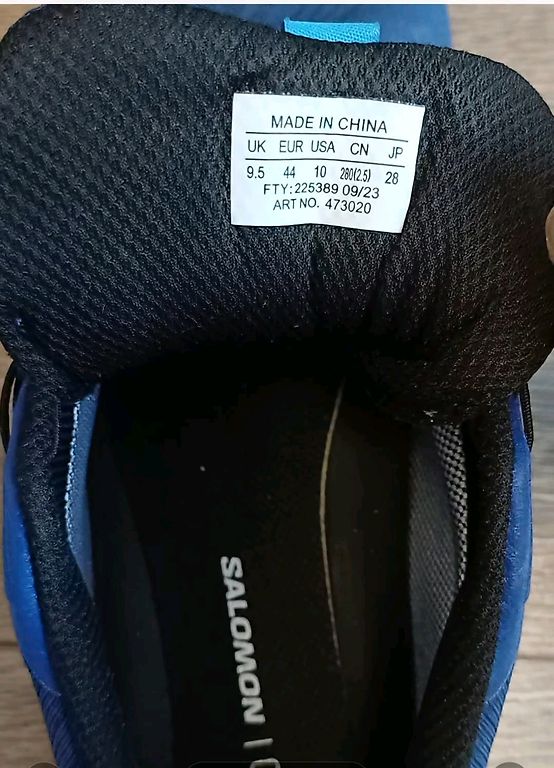 MADE IN CHINA
UK EUR USA CN JP
9.5 44 10 280(2.5) 28
FTY: 225389 09/23
ART NO. 473020
SALOMON |